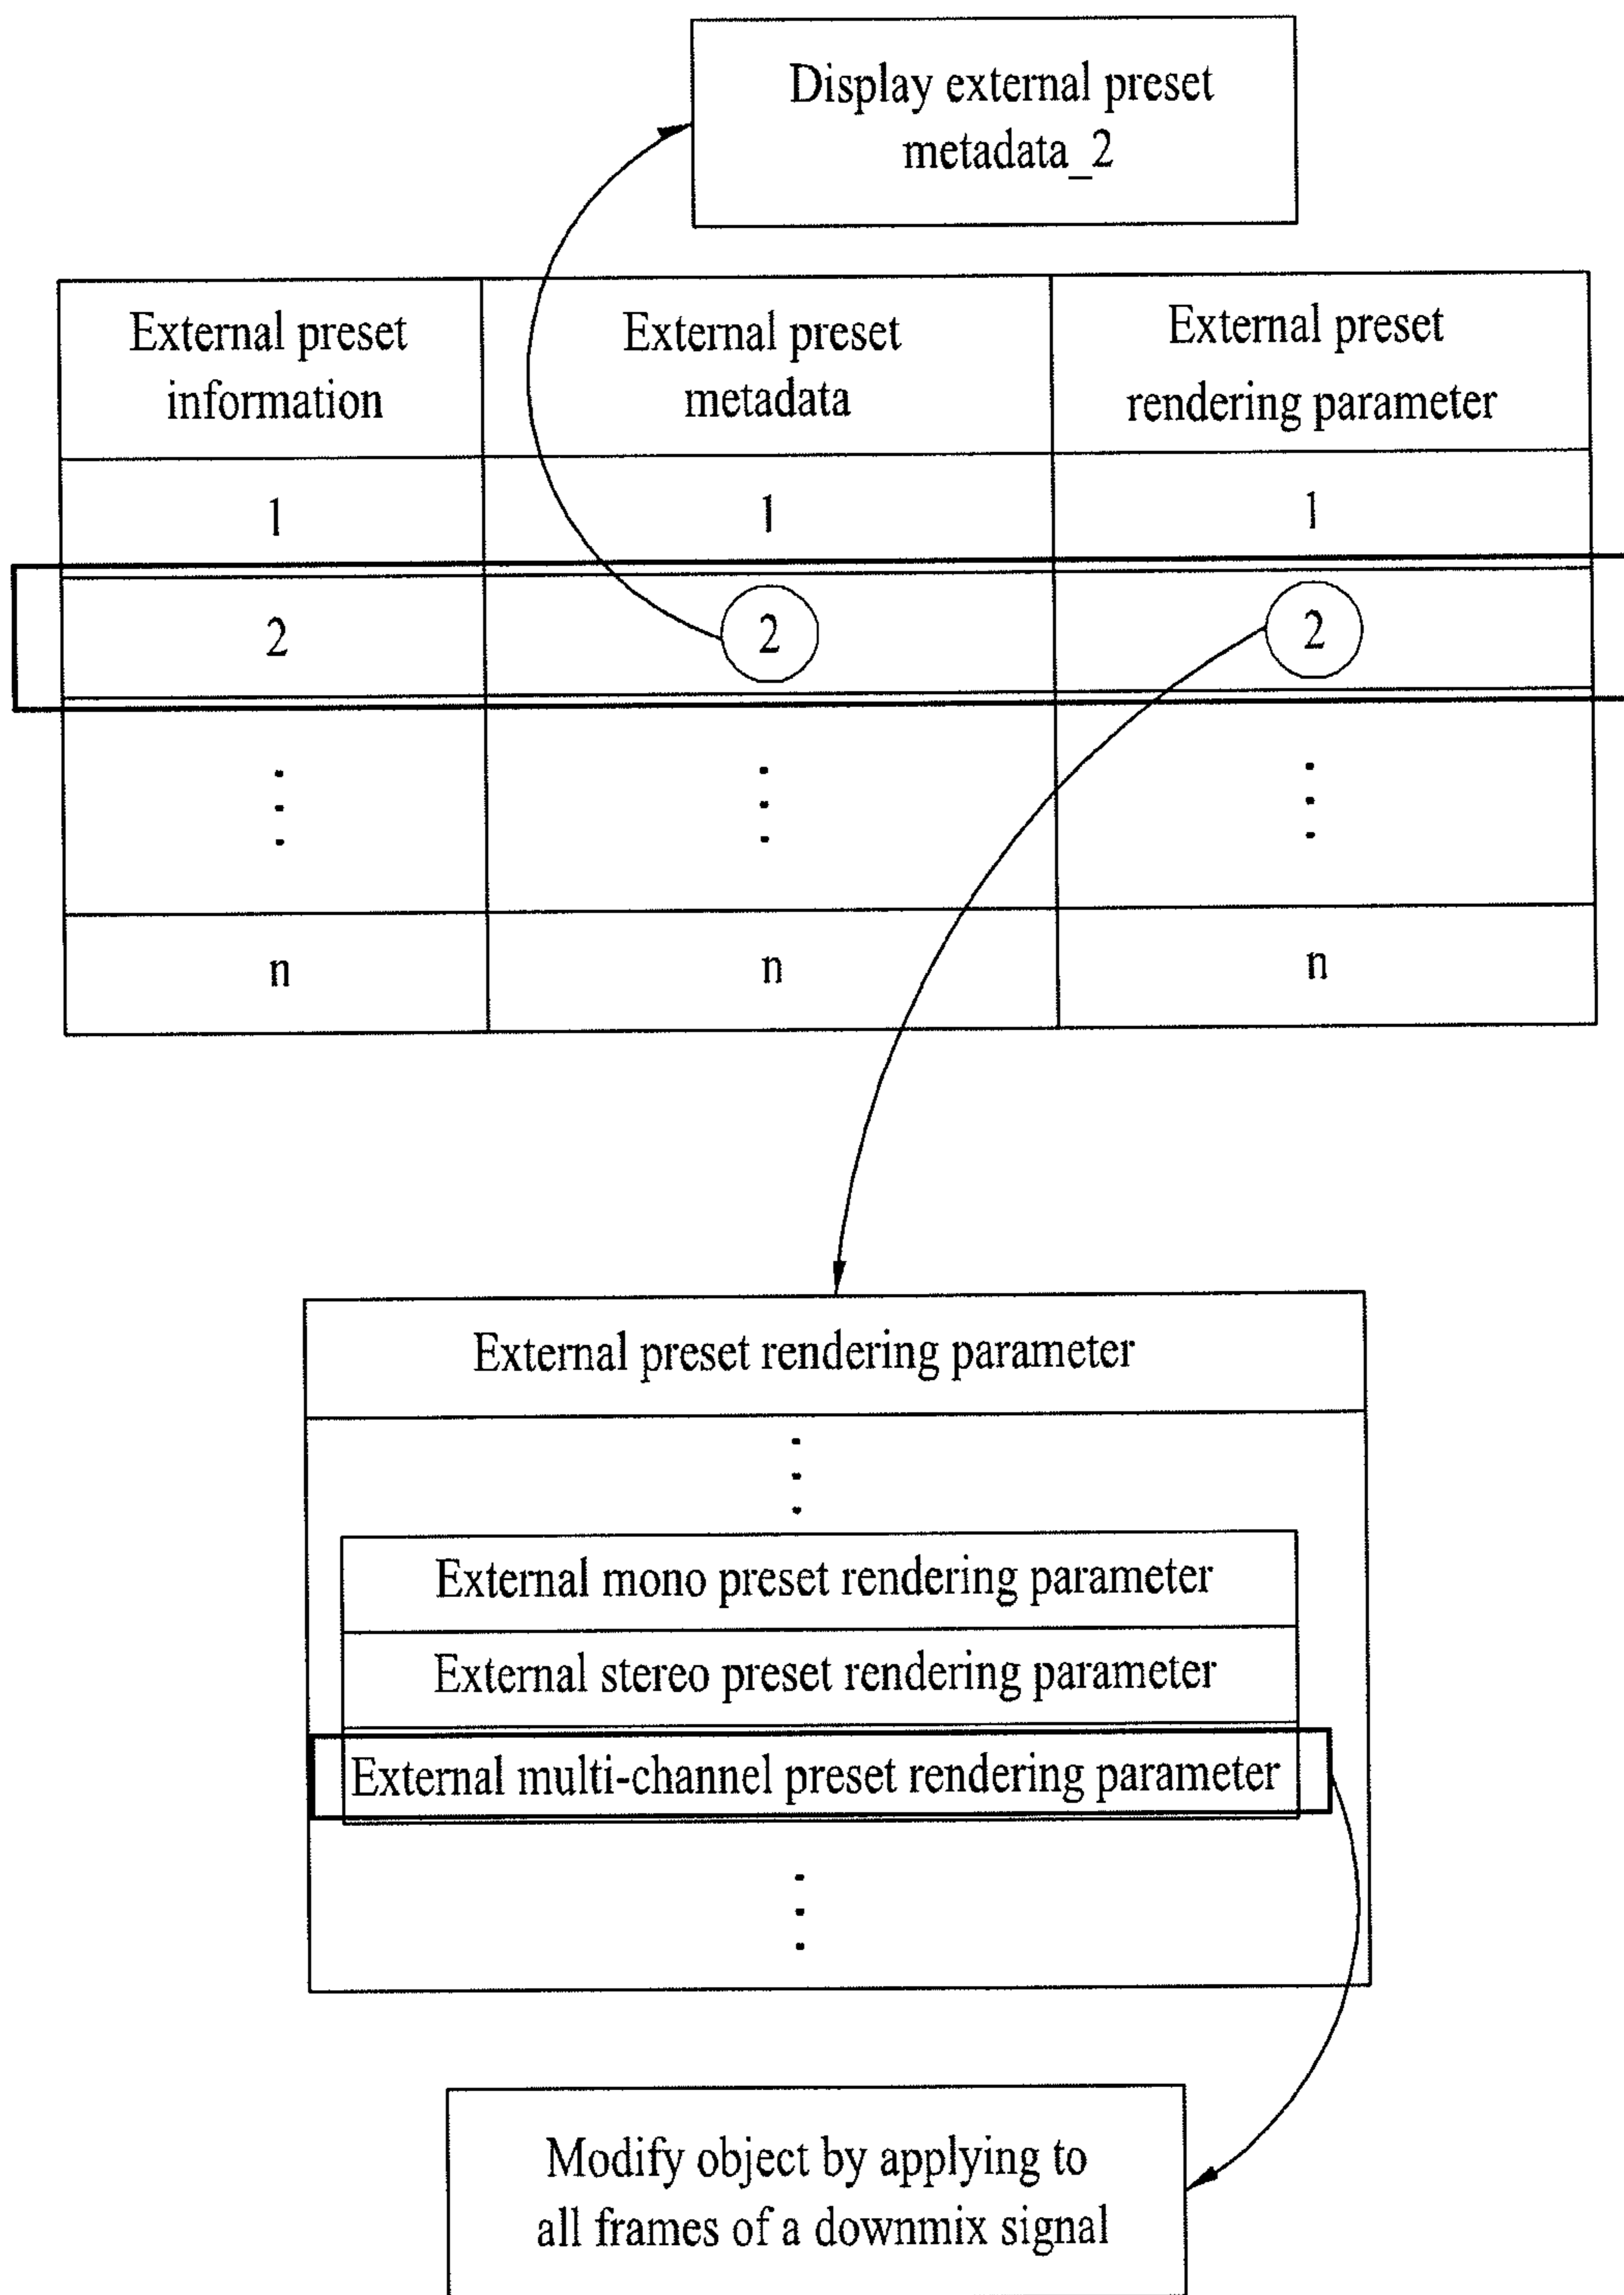 Display external preset
metadata_2
External preset
information
External preset
metadata
External preset
rendering parameter
1
1
1
2
2
2
n
n
n
External preset rendering parameter
External mono preset rendering parameter
External stereo preset rendering parameter
External multi-channel preset rendering parameter
Modify object by applying to
all frames of a downmix signal